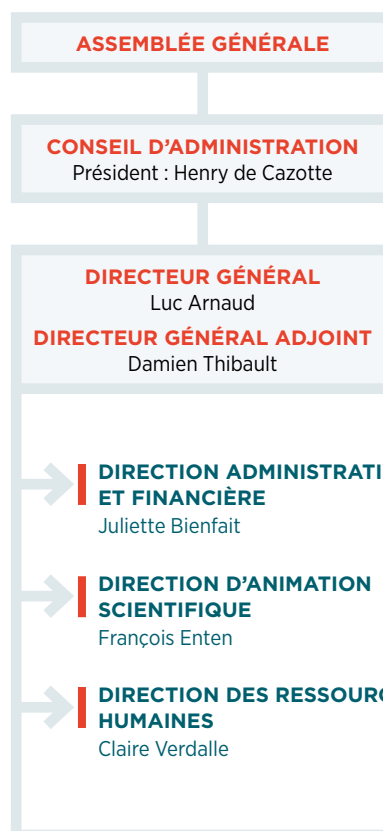 ASSEMBLÉE GÉNÉRALE
CONSEIL D’ADMINISTRATION
Président : Henry de Cazotte
DIRECTEUR GÉNÉRAL
Luc Arnaud
DIRECTEUR GÉNÉRAL ADJOINT
Damien Thibault
DIRECTION ADMINISTRATI
ET FINANCIÈRE
Juliette Bienfait
DIRECTION D’ANIMATION
SCIENTIFIQUE
François Enten
DIRECTION DES RESSOURC
HUMAINES
Claire Verdalle